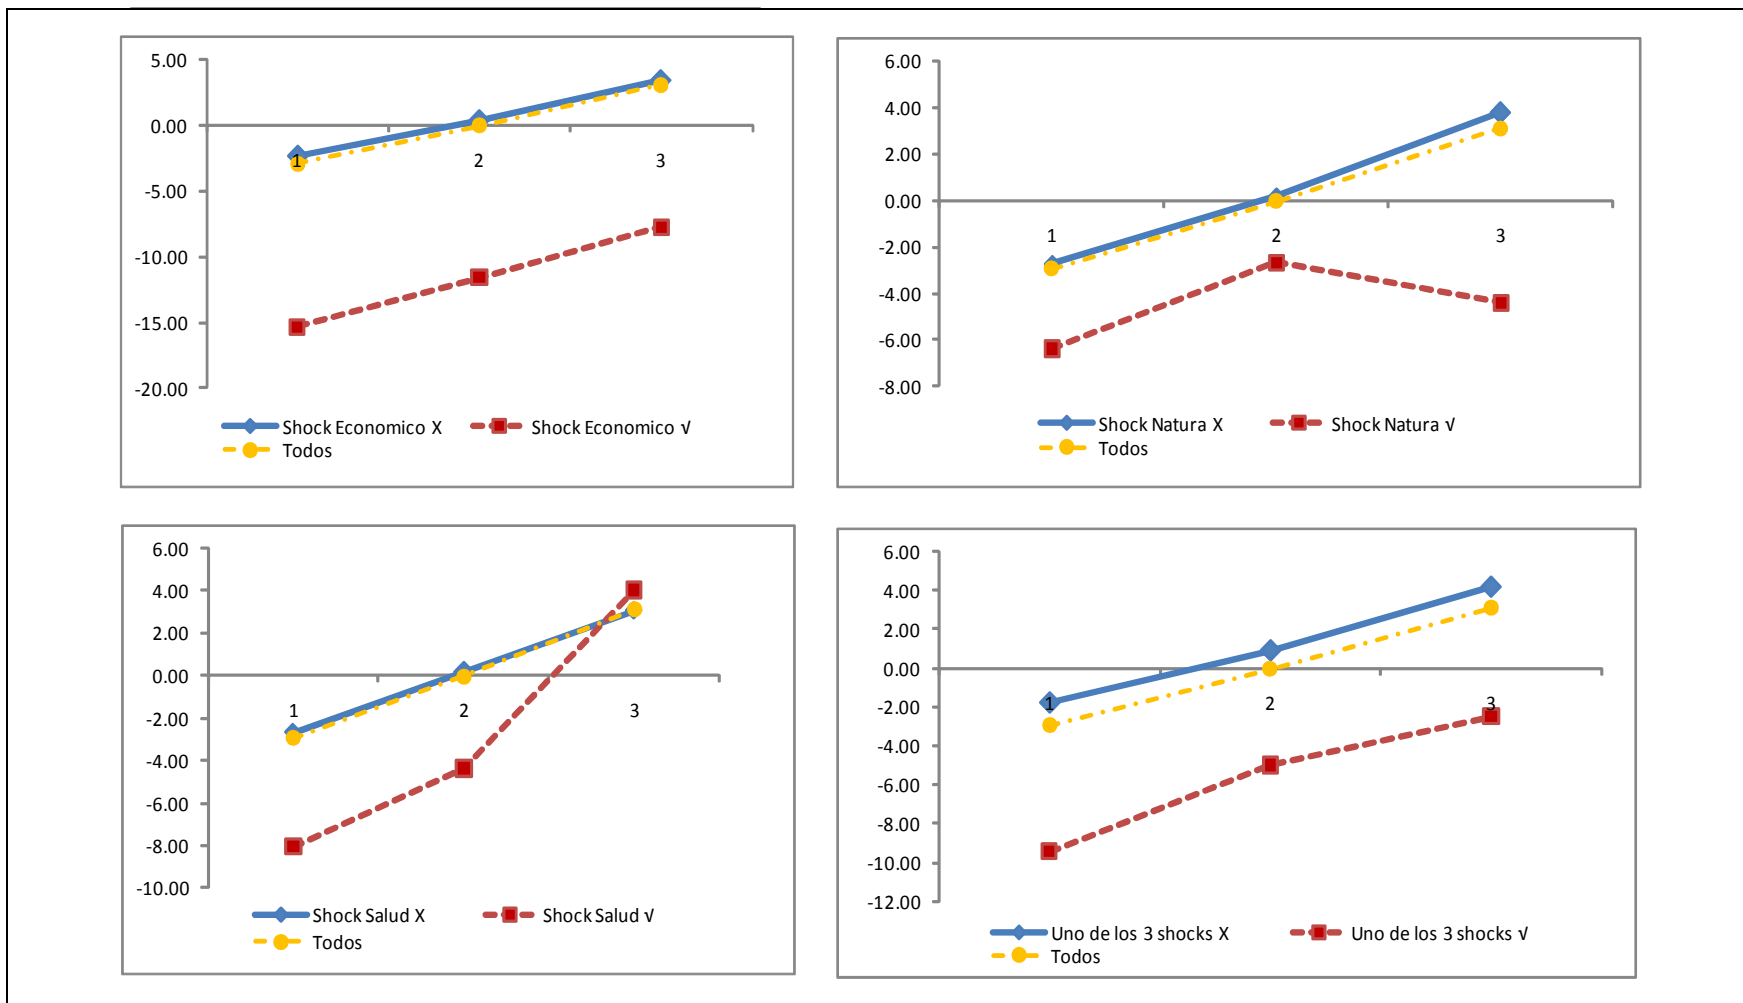 5.00
0.00
-5.00
-10.00
-15.00
-20.00
1 2 3
Shock Economico X Shock Economico √
Todos
6.00
4.00
2.00
0.00
-2.00
-4.00
-6.00
-8.00
1 2 3
Shock Natura X Shock Natura √
Todos
6.00
4.00
2.00
0.00
-2.00
-4.00
-6.00
-8.00
-10.00
1 2 3
Shock Salud X Shock Salud √
Todos
6.00
4.00
2.00
0.00
-2.00
-4.00
-6.00
-8.00
-10.00
-12.00
1 2 3
Uno de los 3 shocks X Uno de los 3 shocks √
Todos